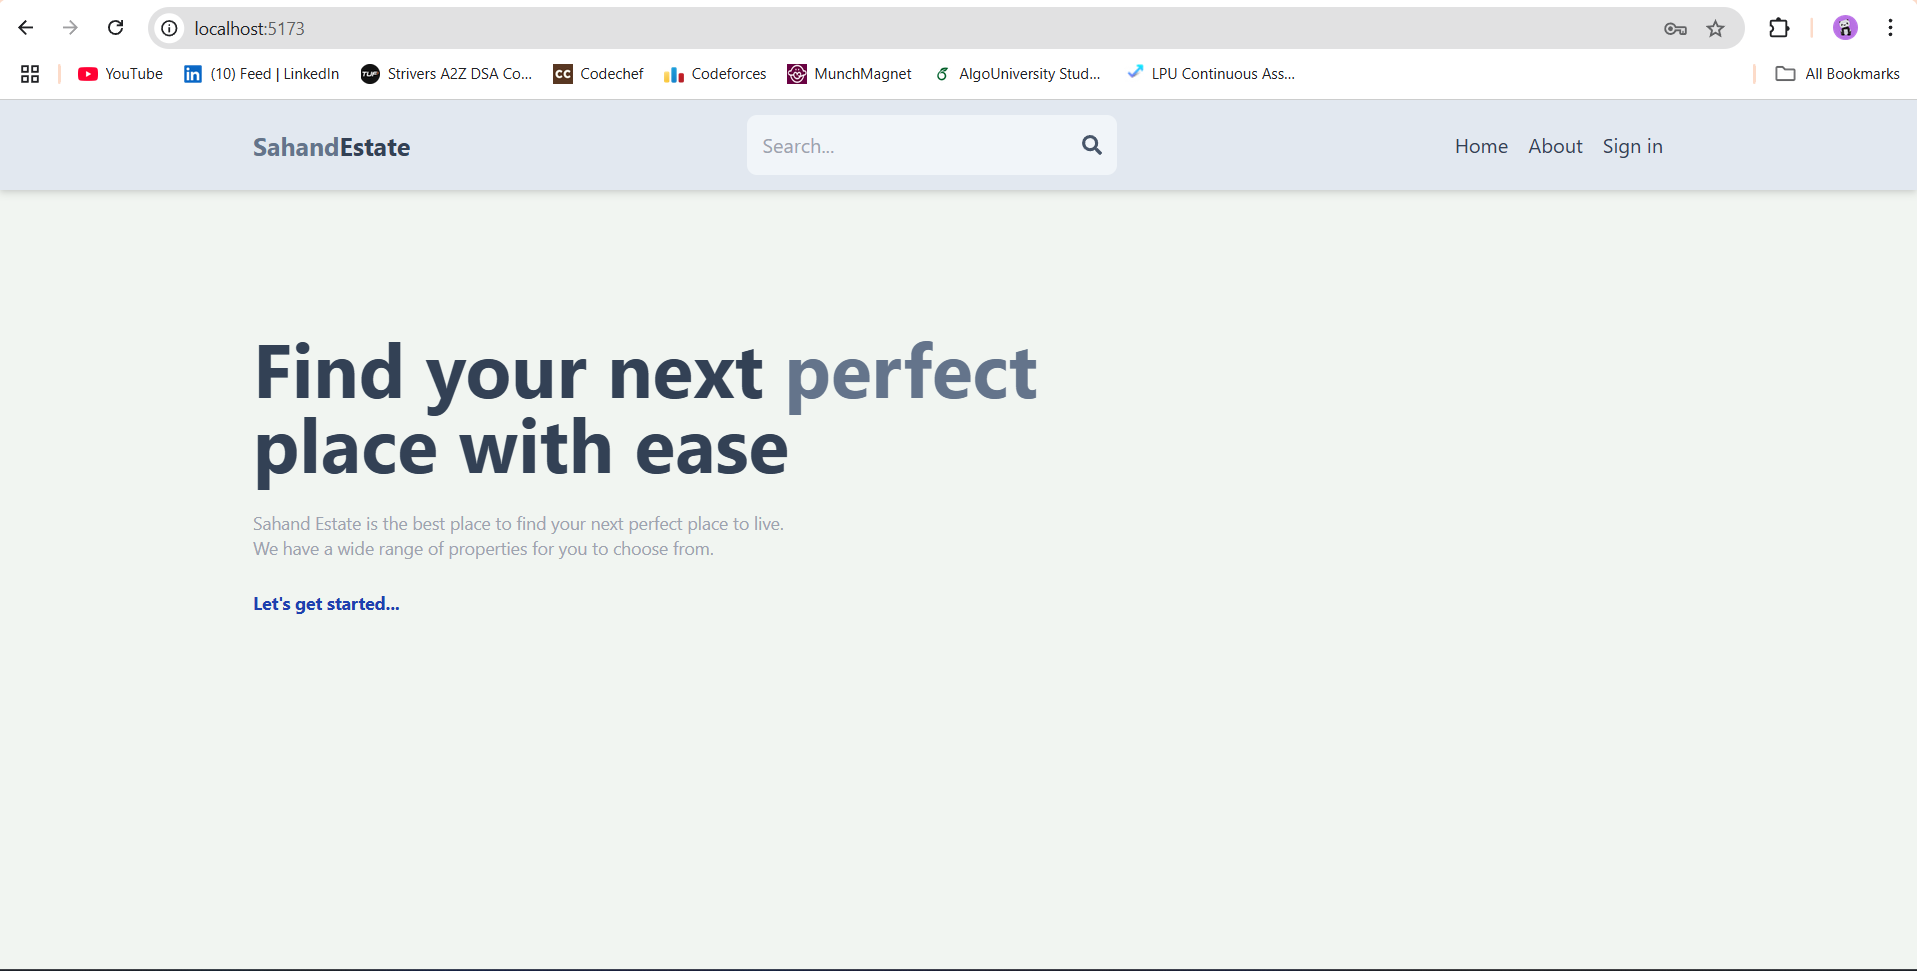 localhost:5173
YouTube (10) Feed | LinkedIn TUF Strivers A2Z DSA Co... CC Codechef Codeforces MunchMagnet AlgoUniversity Stud... LPU Continuous Ass... All Bookmarks
SahandEstate Search... Home About Sign in
Find your next perfect
place with ease
Sahand Estate is the best place to find your next perfect place to live.
We have a wide range of properties for you to choose from.
Let's get started...